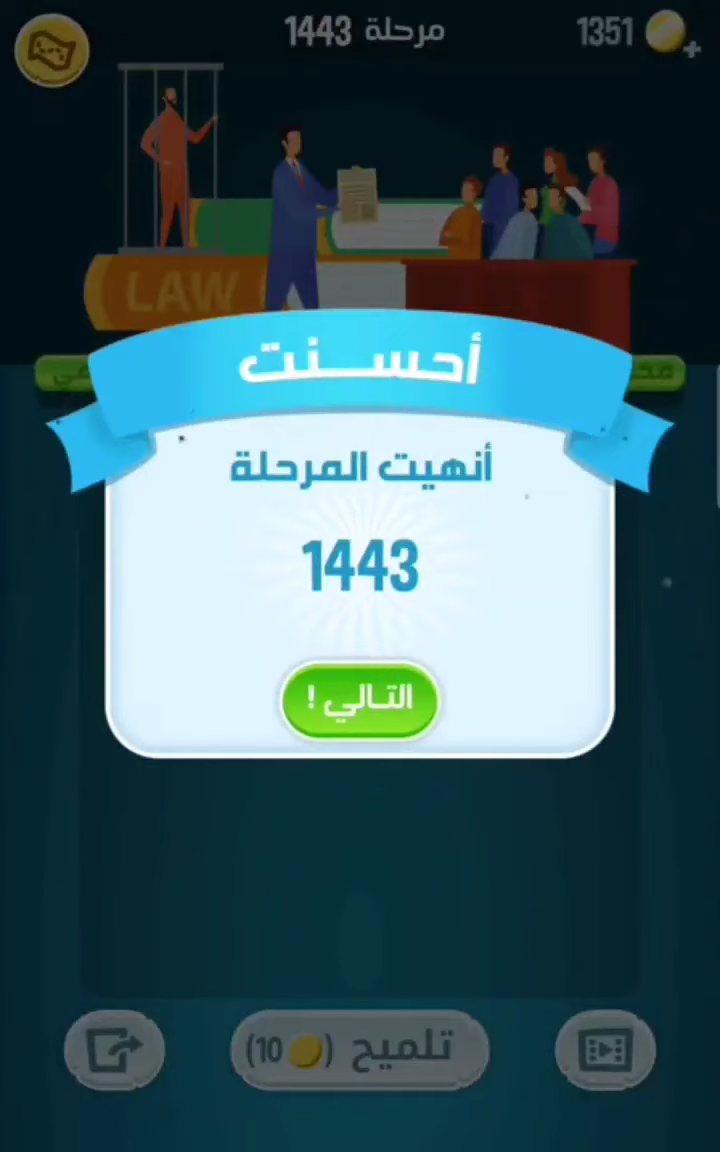 مرحلة 1443
1351
LAW
أحسنت
أنهيت المرحلة
1443
التالي !
تلميح (10)